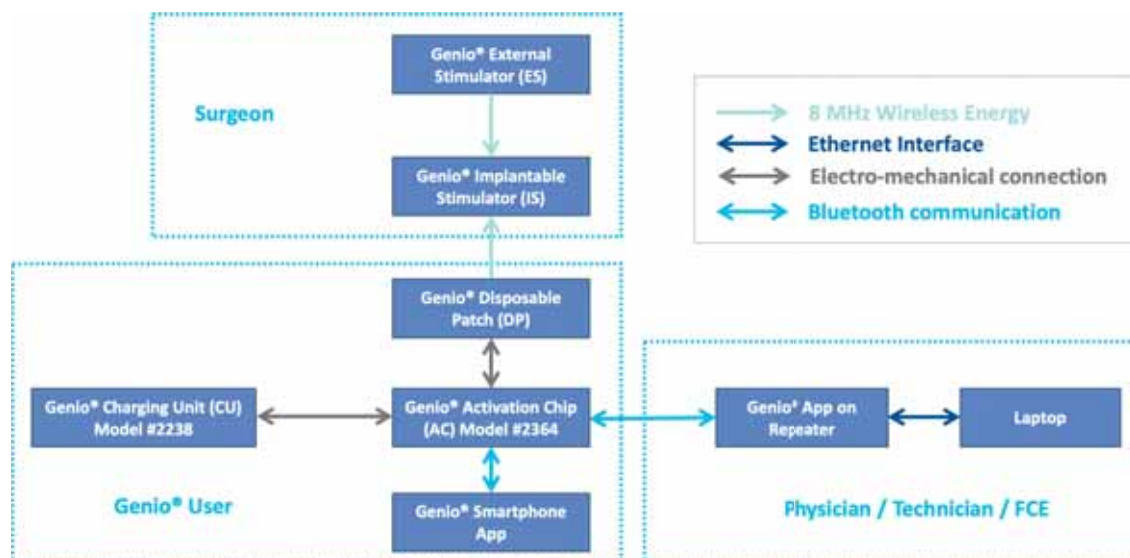 Genio® External
Stimulator (ES)
Surgeon
Genio® Implantable
Stimulator (IS)
8 MHz Wireless Energy
Ethernet Interface
Electro-mechanical connection
Bluetooth communication
Genio® Disposable
Patch (DP)
Genio® Charging Unit (CU)
Model #2238
Genio® Activation Chip
(AC) Model #2364
Genio® App on
Repeater
Laptop
Genio® User
Genio® Smartphone
App
Physician / Technician / FCE